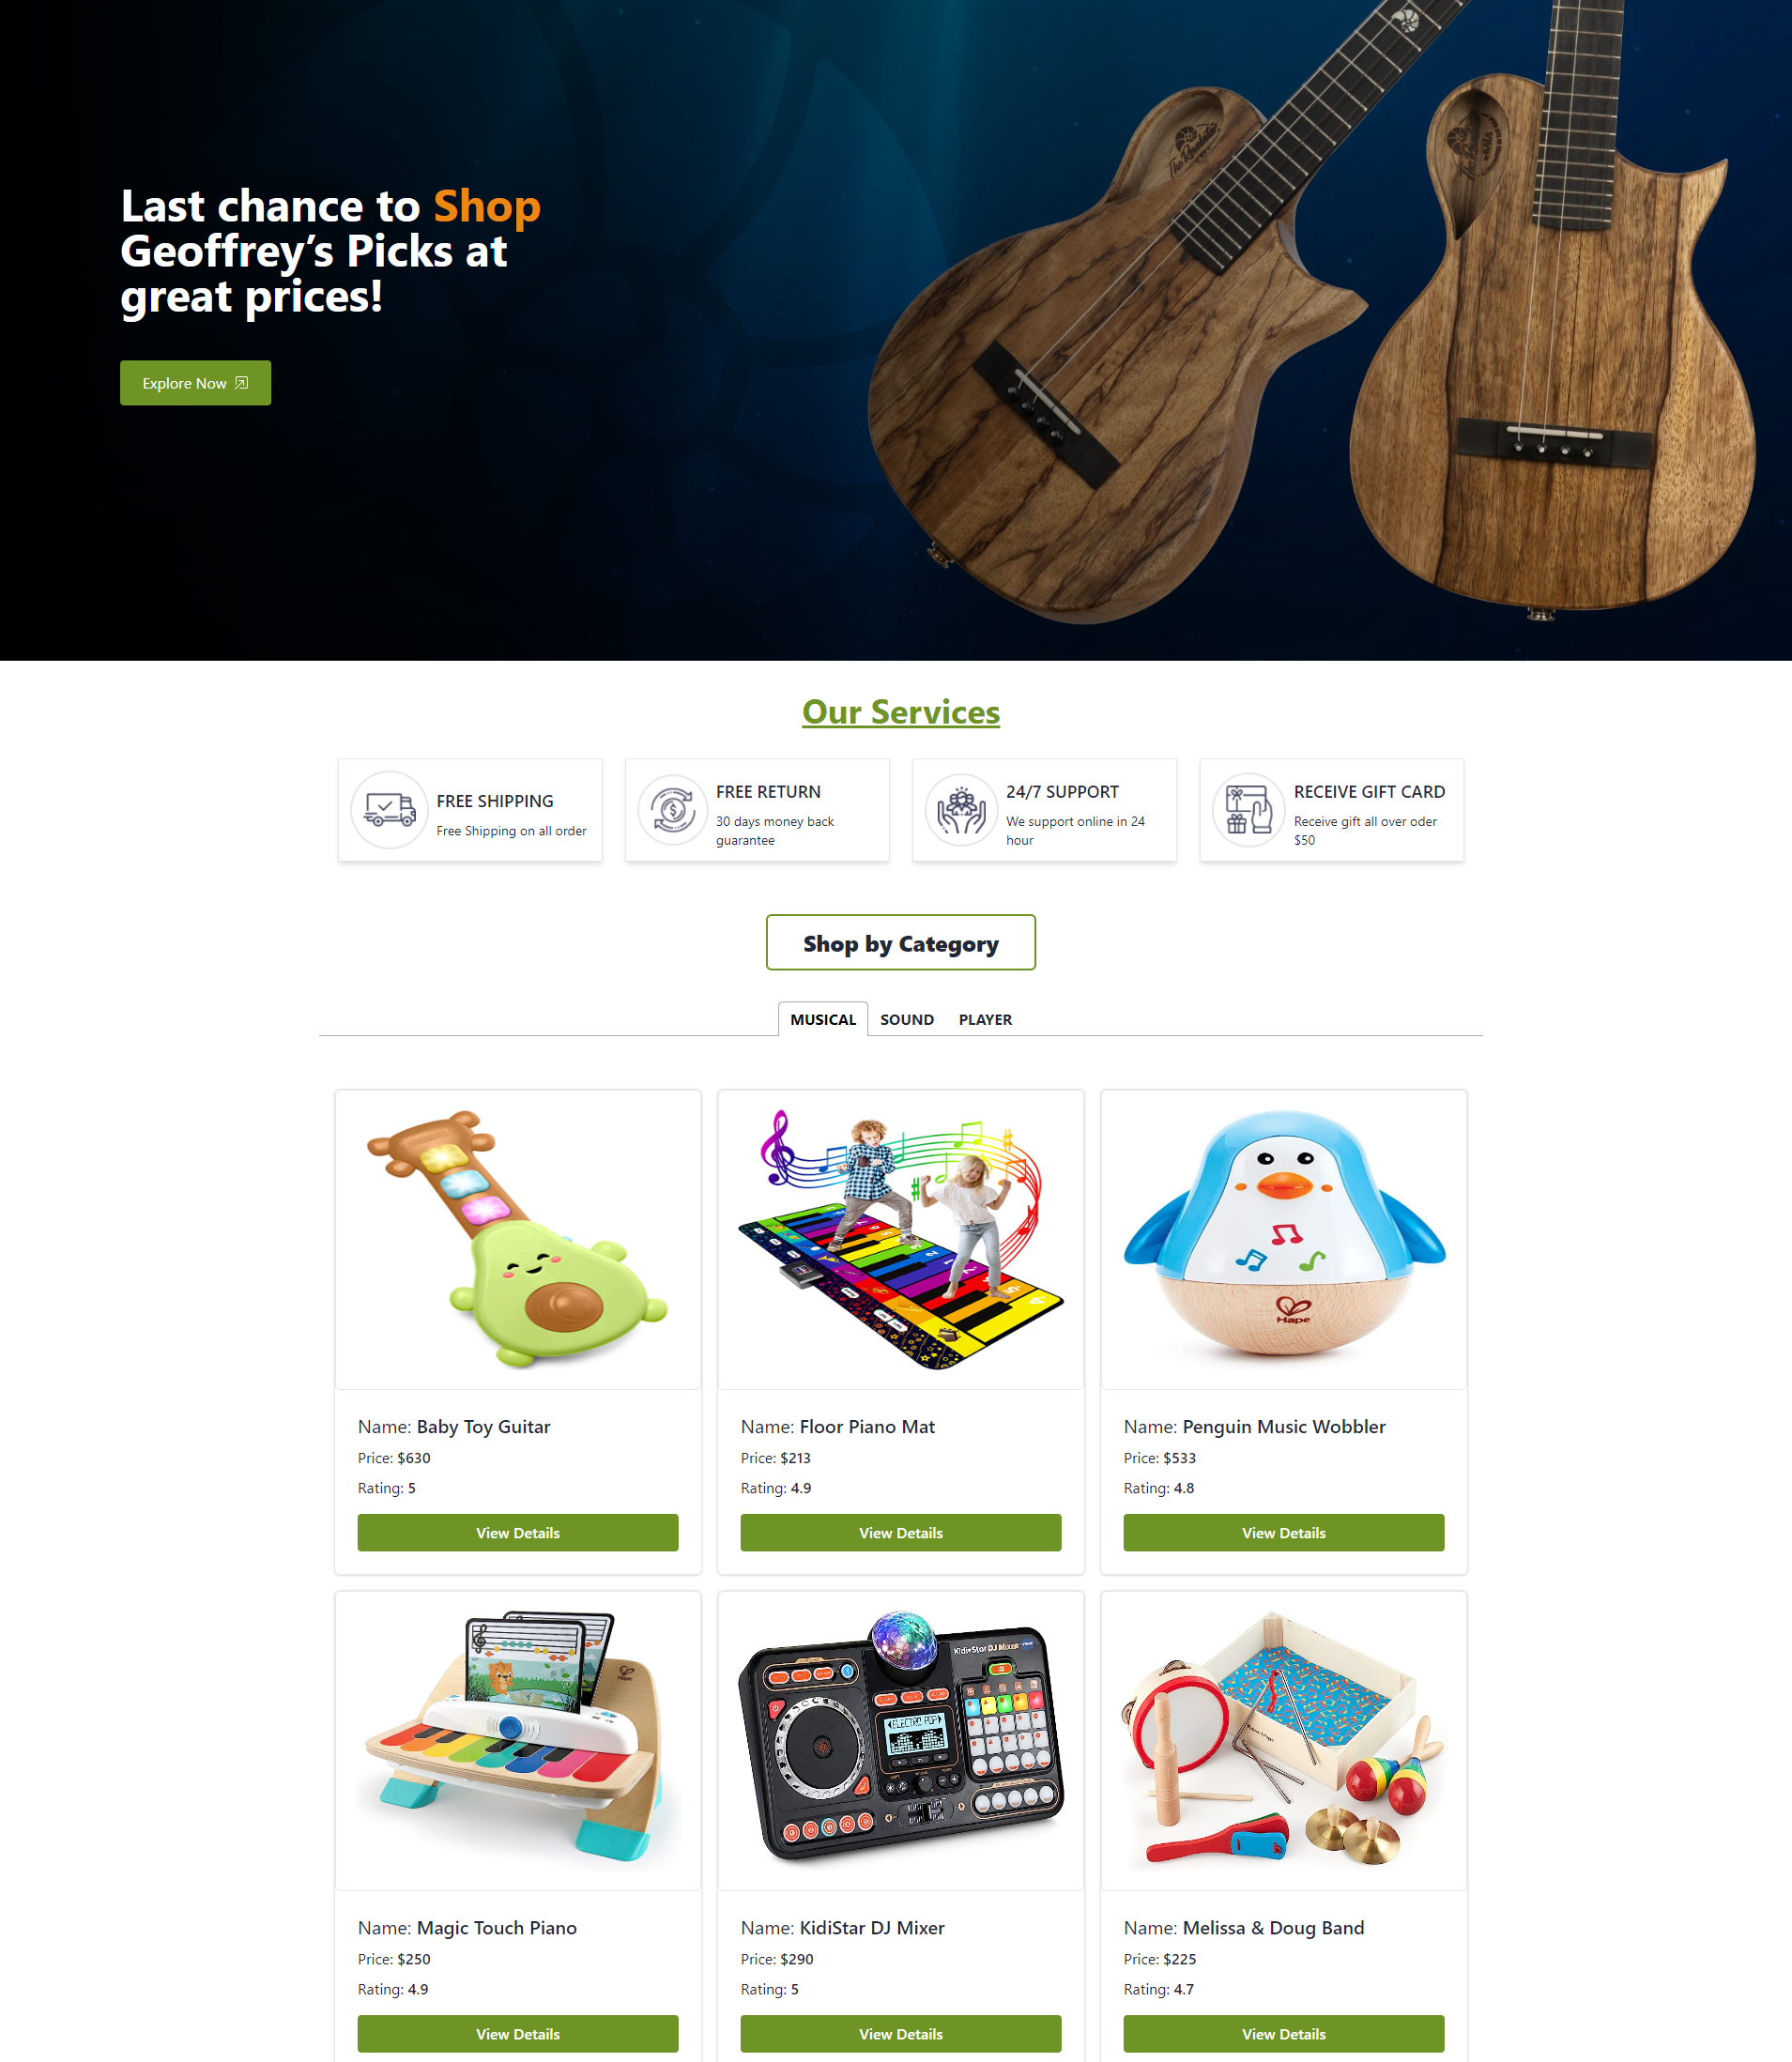 Last chance to Shop
Geoffrey’s Picks at
great prices!
Explore Now
Our Services
FREE SHIPPING
Free Shipping on all order
FREE RETURN
30 days money back
guarantee
24/7 SUPPORT
We support online in 24
hour
RECEIVE GIFT CARD
Receive gift all over oder
$50
Shop by Category
MUSICAL
SOUND
PLAYER
Hape
Name: Baby Toy Guitar
Price: $630
Rating: 5
View Details
Name: Floor Piano Mat
Price: $213
Rating: 4.9
View Details
Name: Penguin Music Wobbler
Price: $533
Rating: 4.8
View Details
KidiStar DJ MIXER
ELECTRO POP
Name: Magic Touch Piano
Price: $250
Rating: 4.9
View Details
Name: KidiStar DJ Mixer
Price: $290
Rating: 5
View Details
Name: Melissa & Doug Band
Price: $225
Rating: 4.7
View Details